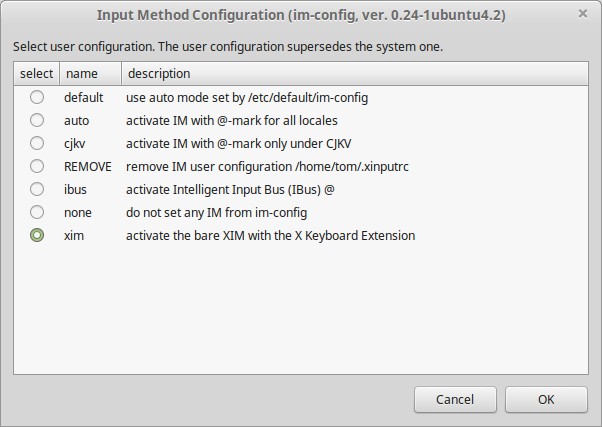 Input Method Configuration (im-config, ver. 0.24-1ubuntu4.2)
Select user configuration. The user configuration supersedes the system one.
select name description
default use auto mode set by /etc/default/im-config
auto activate IM with @-mark for all locales
cjkv activate IM with @-mark only under CJKV
REMOVE remove IM user configuration /home/tom/.xinputrc
ibus activate Intelligent Input Bus (IBus) @
none do not set any IM from im-config
xim activate the bare XIM with the X Keyboard Extension
Cancel OK